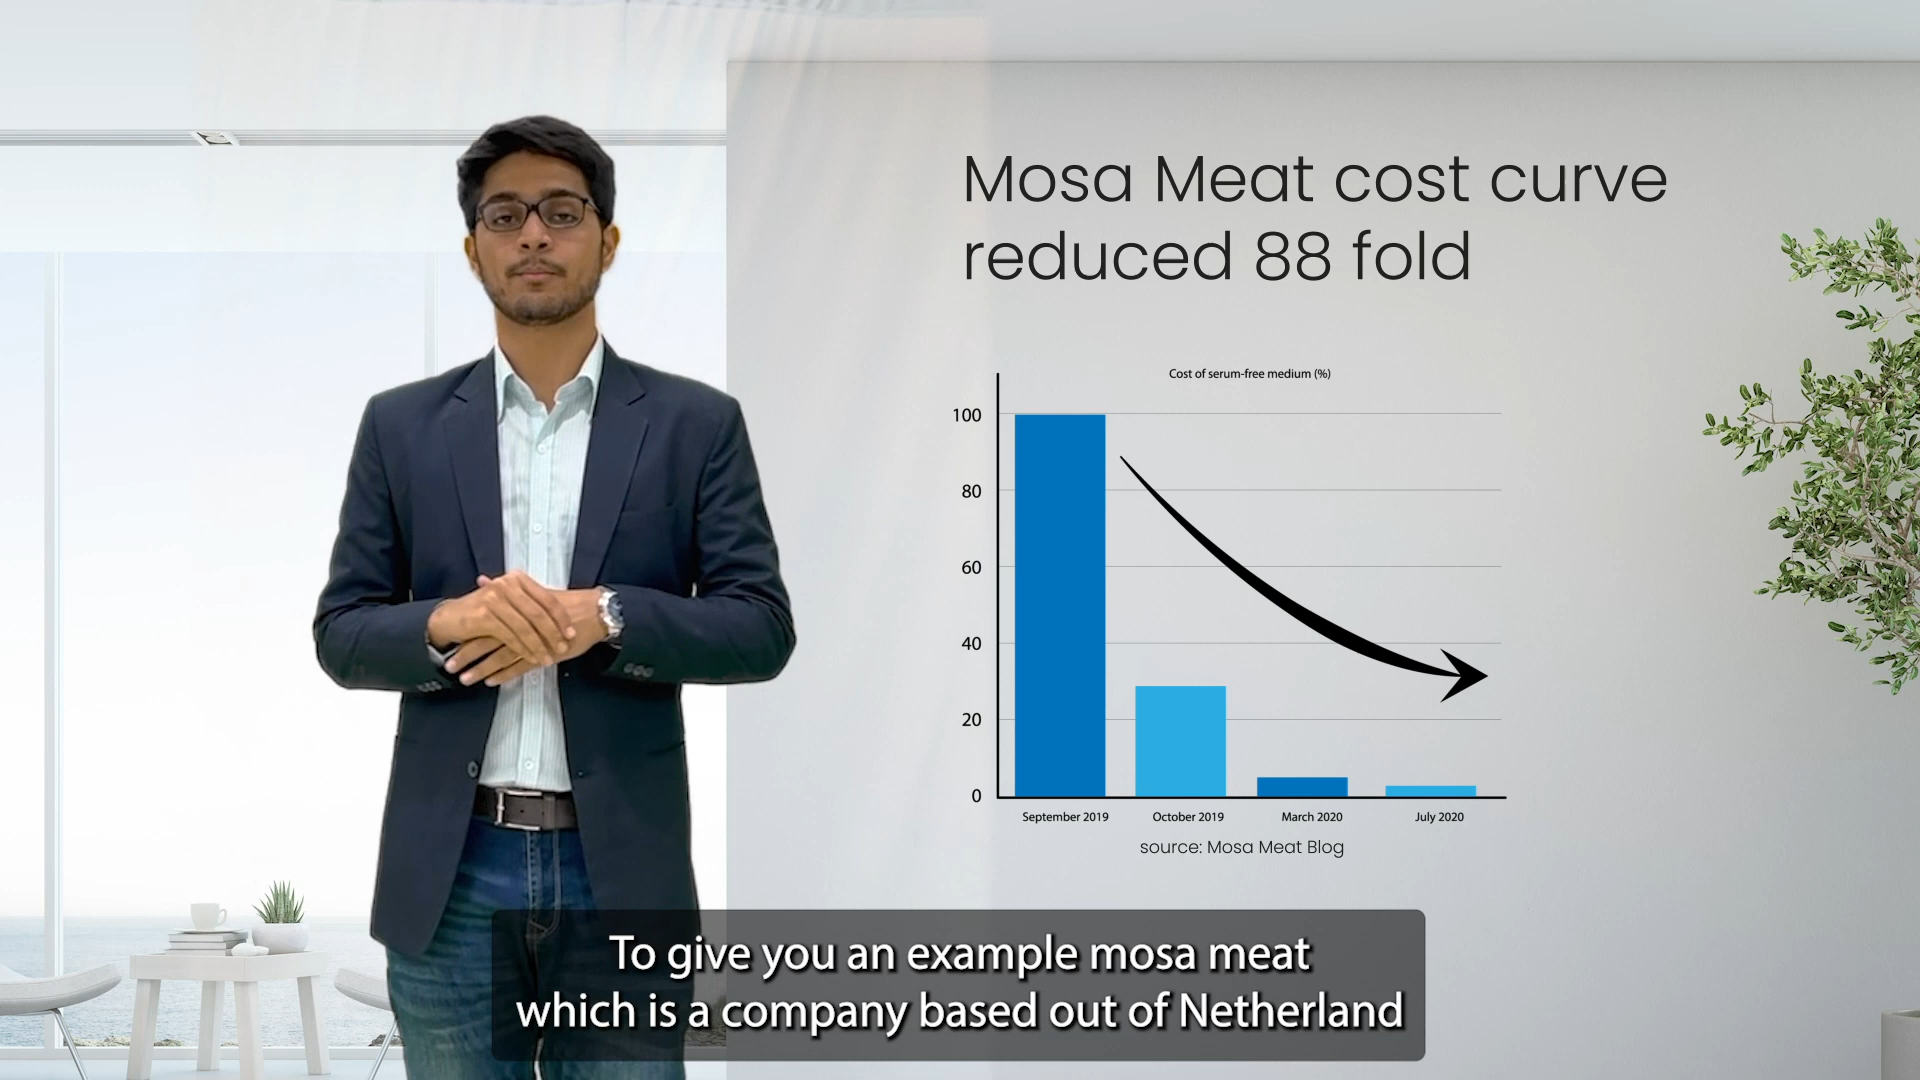 Mosa Meat cost curve
reduced 88 fold
Cost of serum-free medium (%)
100
80
60
40
20
0
September 2019 October 2019 March 2020 July 2020
source: Mosa Meat Blog
To give you an example mosa meat
which is a company based out of Netherland